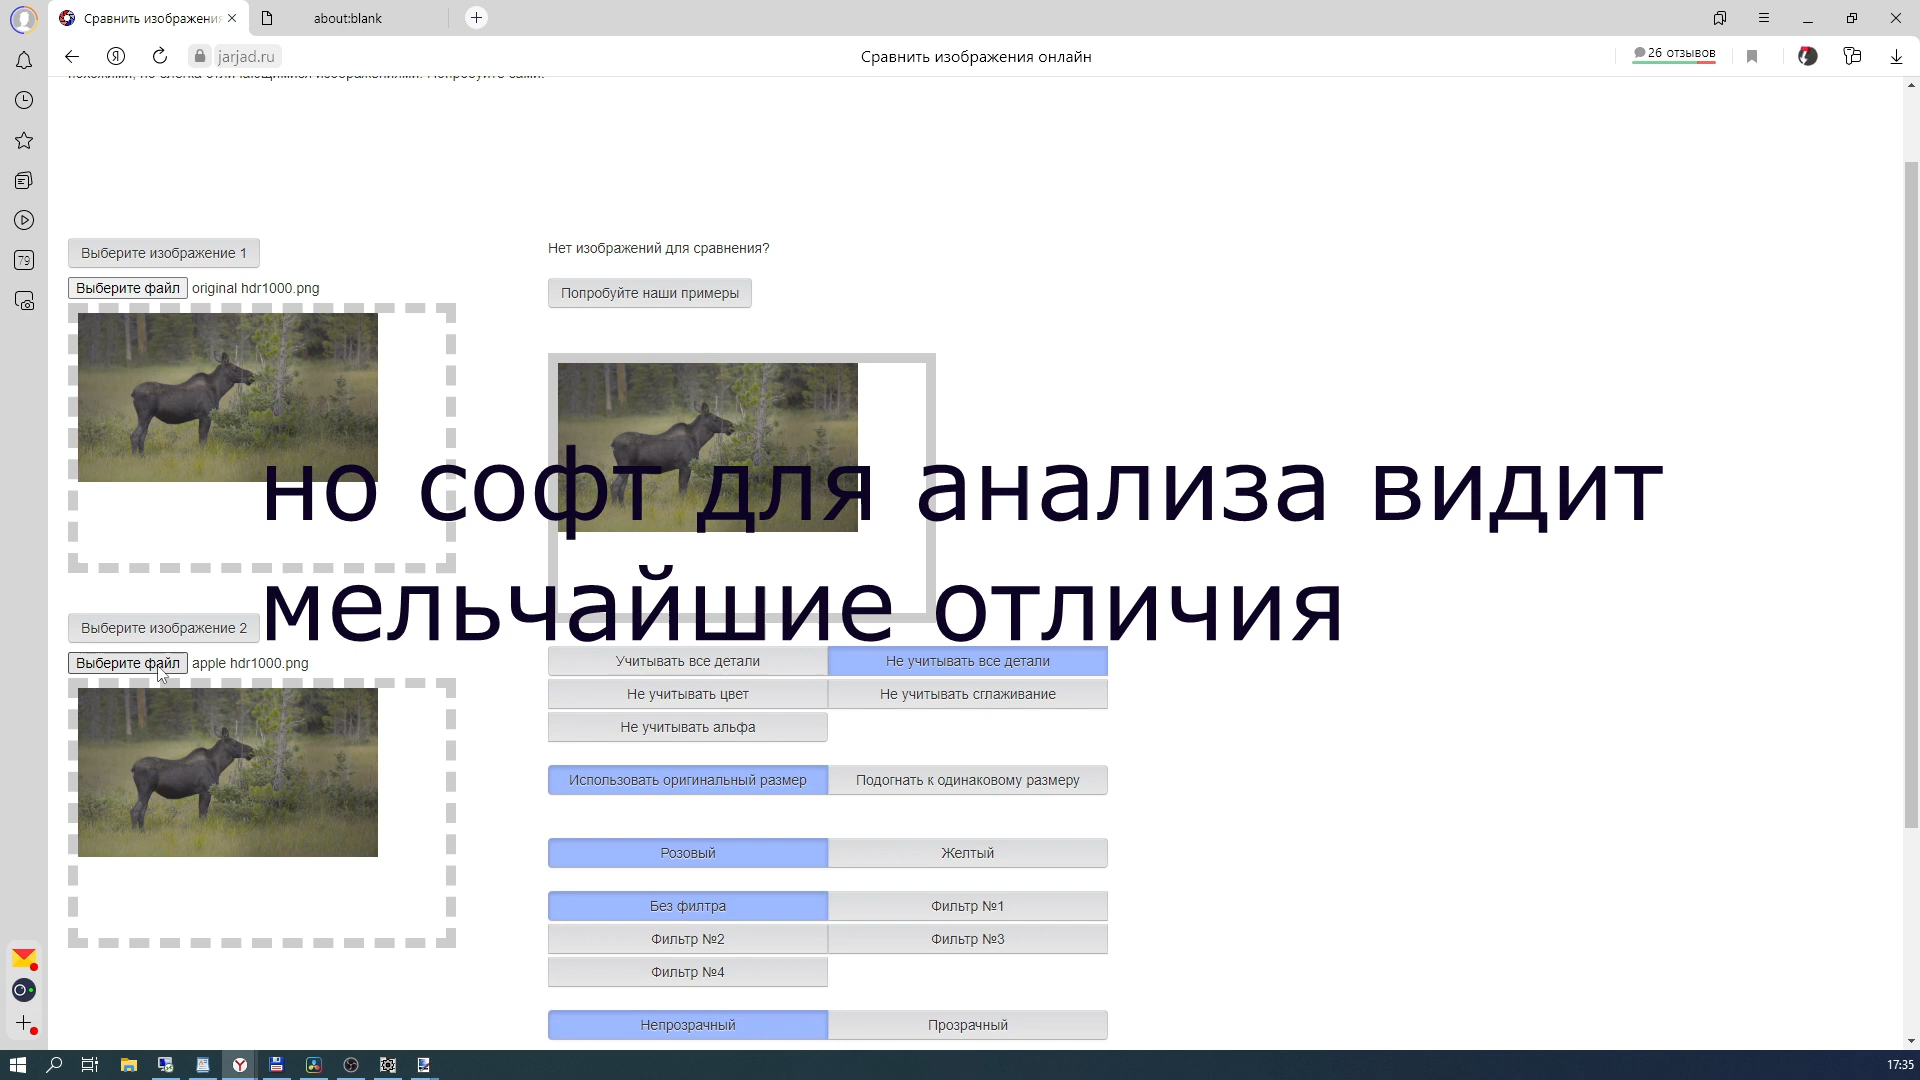 Сравнить изображения
about:blank
jarjad.ru
Сравнить изображения онлайн
26 отзывов
79
Выберите изображение 1
Выберите файл original hdr1000.png
Нет изображений для сравнения?
Попробуйте наши примеры
но софт для анализа видит
мельчайшие отличия
Выберите изображение 2
Выберите файл apple hdr1000.png
Учитывать все детали
Не учитывать все детали
Не учитывать цвет
Не учитывать сглаживание
Не учитывать альфа
Использовать оригинальный размер
Подогнать к одинаковому размеру
Розовый
Желтый
Без филтра
Фильтр №1
Фильтр №2
Фильтр №3
Фильтр №4
Непрозрачный
Прозрачный
17:35